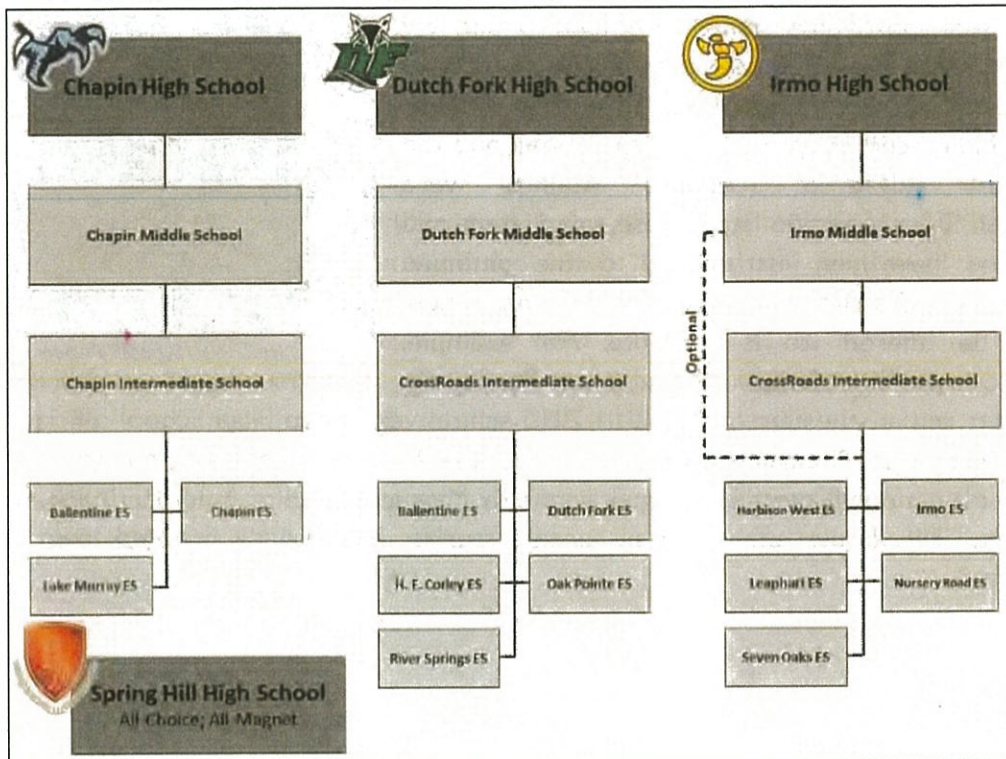 Chapin High School
Chapin Middle School
Chapin Intermediate School
Ballentine ES
Chapin ES
Lake Murray ES
Spring Hill High School
All Choice; All Magnet
DF
Dutch Fork High School
Dutch Fork Middle School
CrossRoads Intermediate School
Ballentine ES
Dutch Fork ES
H. E. Corley ES
Oak Pointe ES
River Springs ES
Irmo High School
Irmo Middle School
Optional
CrossRoads Intermediate School
Harbison West ES
Irmo ES
Leaphart ES
Nursery Road ES
Seven Oaks ES